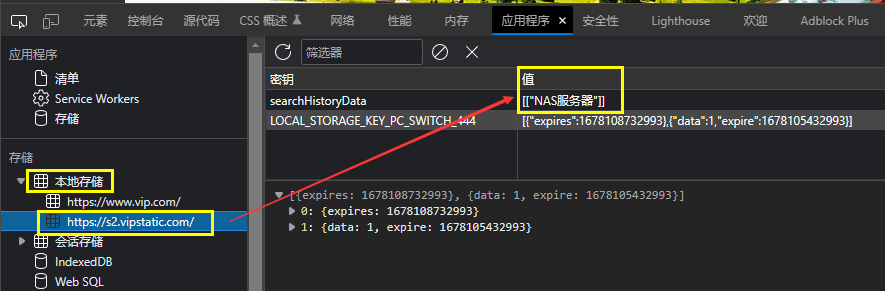 元素 控制台 源代码 CSS 概述 网络 性能 内存 应用程序 安全性 Lighthouse 欢迎 Adblock Plus
应用程序
清单
Service Workers
存储
存储
本地存储
https://www.vip.com/
https://s2.vipstatic.com/
会话存储
IndexedDB
Web SQL
筛选器
密钥 值
searchHistoryData [["NAS服务器"]]
LOCAL_STORAGE_KEY_PC_SWITCH_444 [{"expires":1678108732993},{"data":1,"expire":1678105432993}]
[{expires: 1678108732993}, {data: 1, expire: 1678105432993}]
0: {expires: 1678108732993}
1: {data: 1, expire: 1678105432993}